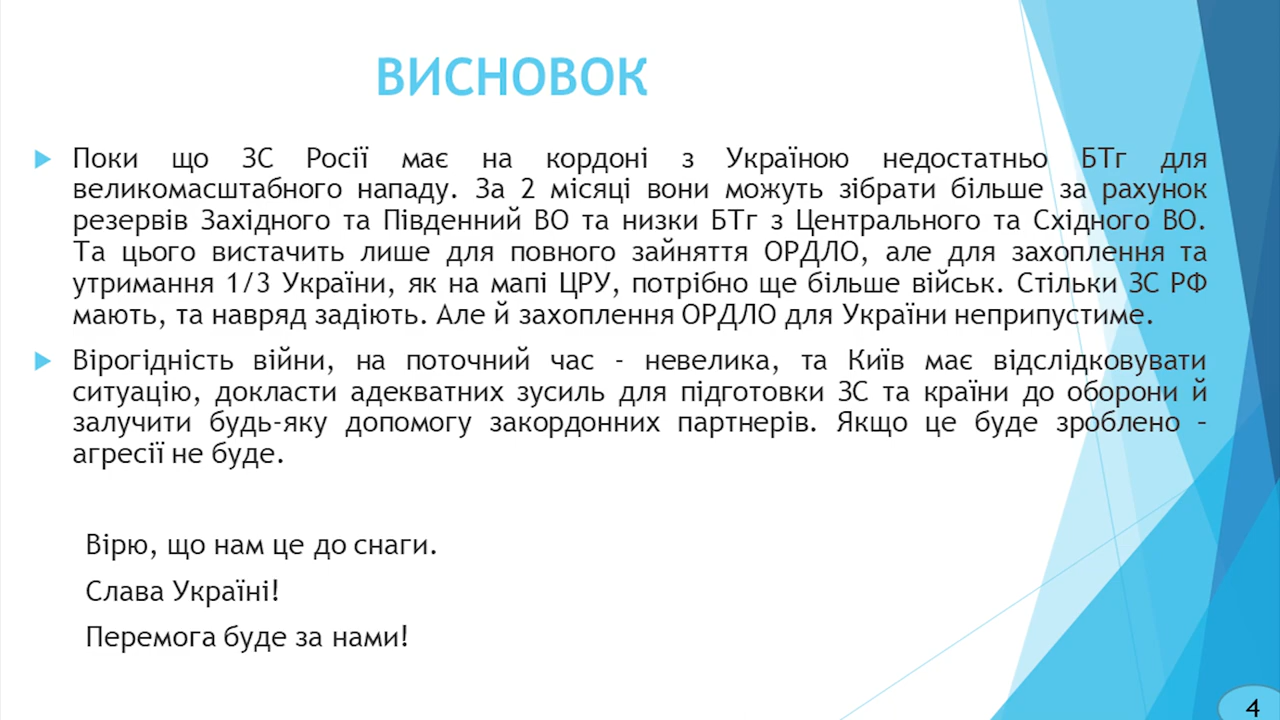 ВИСНОВОК
Поки що ЗС Росії має на кордоні з Україною недостатньо БТг для
великомасштабного нападу. За 2 місяці вони можуть зібрати більше за рахунок
резервів Західного та Південний ВО та низки БТг з Центрального та Східного ВО.
Та цього вистачить лише для повного зайняття ОРДЛО, але для захоплення та
утримання 1/3 України, як на мапі ЦРУ, потрібно ще більше військ. Стільки ЗС РФ
мають, та навряд задіють. Але й захоплення ОРДЛО для України неприпустиме.
Вірогідність війни, на поточний час - невелика, та Київ має відслідковувати
ситуацію, докласти адекватних зусиль для підготовки ЗС та країни до оборони й
залучити будь-яку допомогу закордонних партнерів. Якщо це буде зроблено –
агресії не буде.
Вірю, що нам це до снаги.
Слава Україні!
Перемога буде за нами!
4